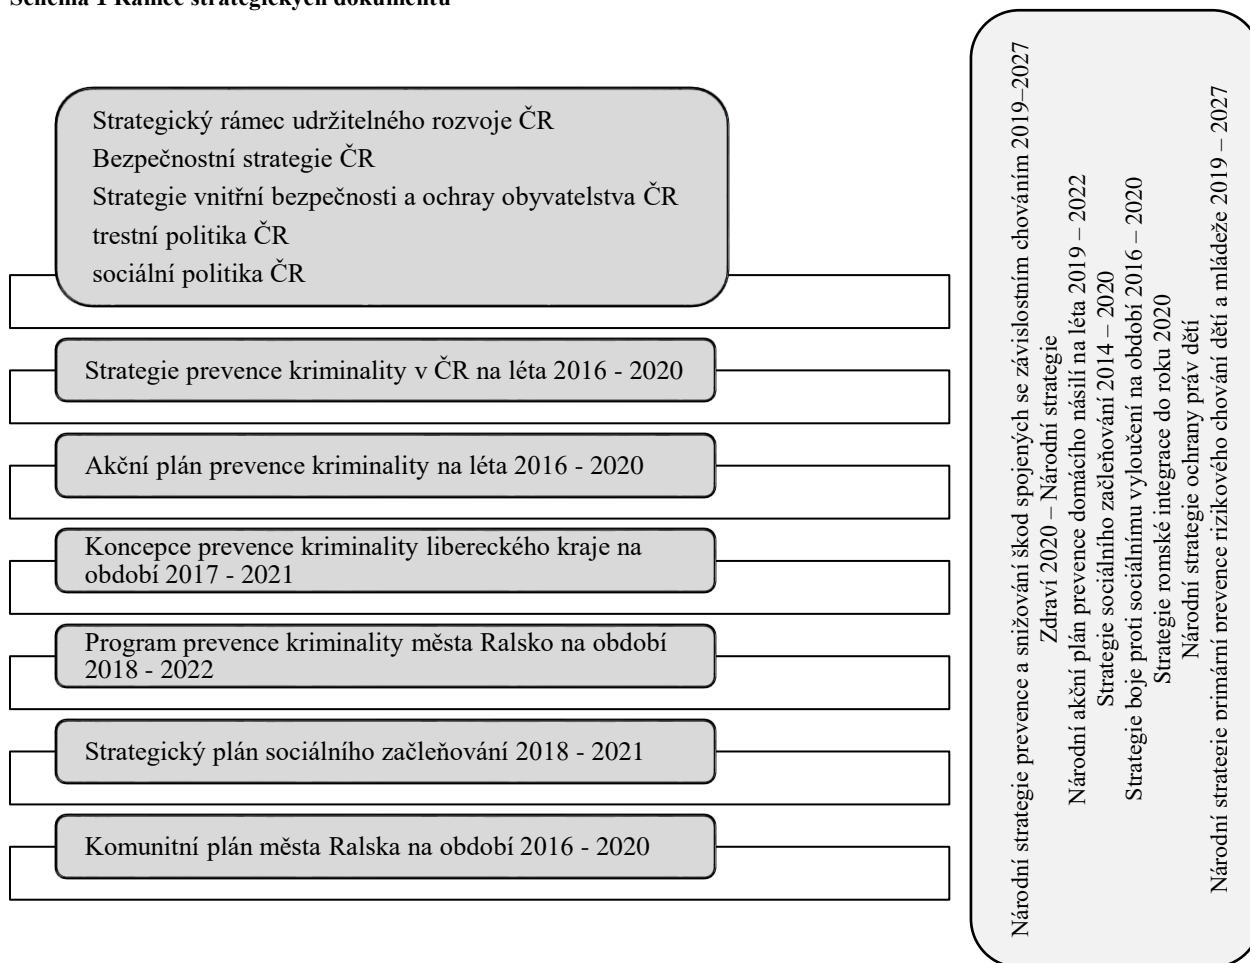 Schéma 1 Rámec strategických dokumentů
Strategický rámec udržitelného rozvoje ČR
Bezpečnostní strategie ČR
Strategie vnitřní bezpečnosti a ochray obyvatelstva ČR
trestní politika ČR
sociální politika ČR
Strategie prevence kriminality v ČR na léta 2016 - 2020
Akční plán prevence kriminality na léta 2016 - 2020
Koncepce prevence kriminality libereckého kraje na
období 2017 - 2021
Program prevence kriminality města Ralsko na období
2018 - 2022
Strategický plán sociálního začleňování 2018 - 2021
Komunitní plán města Ralska na období 2016 - 2020
Národní strategie prevence a snižování škod spojených se závislostním chováním 2019–2027
Zdraví 2020 – Národní strategie
Národní akční plán prevence domácího násilí na léta 2019 – 2022
Strategie sociálního začleňování 2014 – 2020
Strategie boje proti sociálnímu vyloučení na období 2016 – 2020
Strategie romské integrace do roku 2020
Národní strategie ochrany práv dětí
Národní strategie primární prevence rizikového chování dětí a mládeže 2019 – 2027